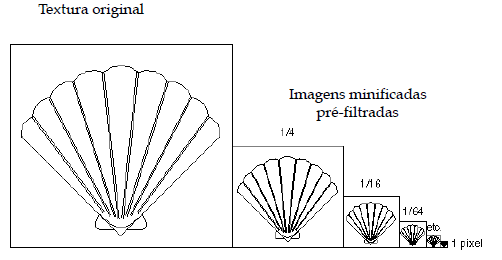 Textura original
Imagens minificadas
pré-filtradas
1/4
1/16
1/64
etc.
1 pixel